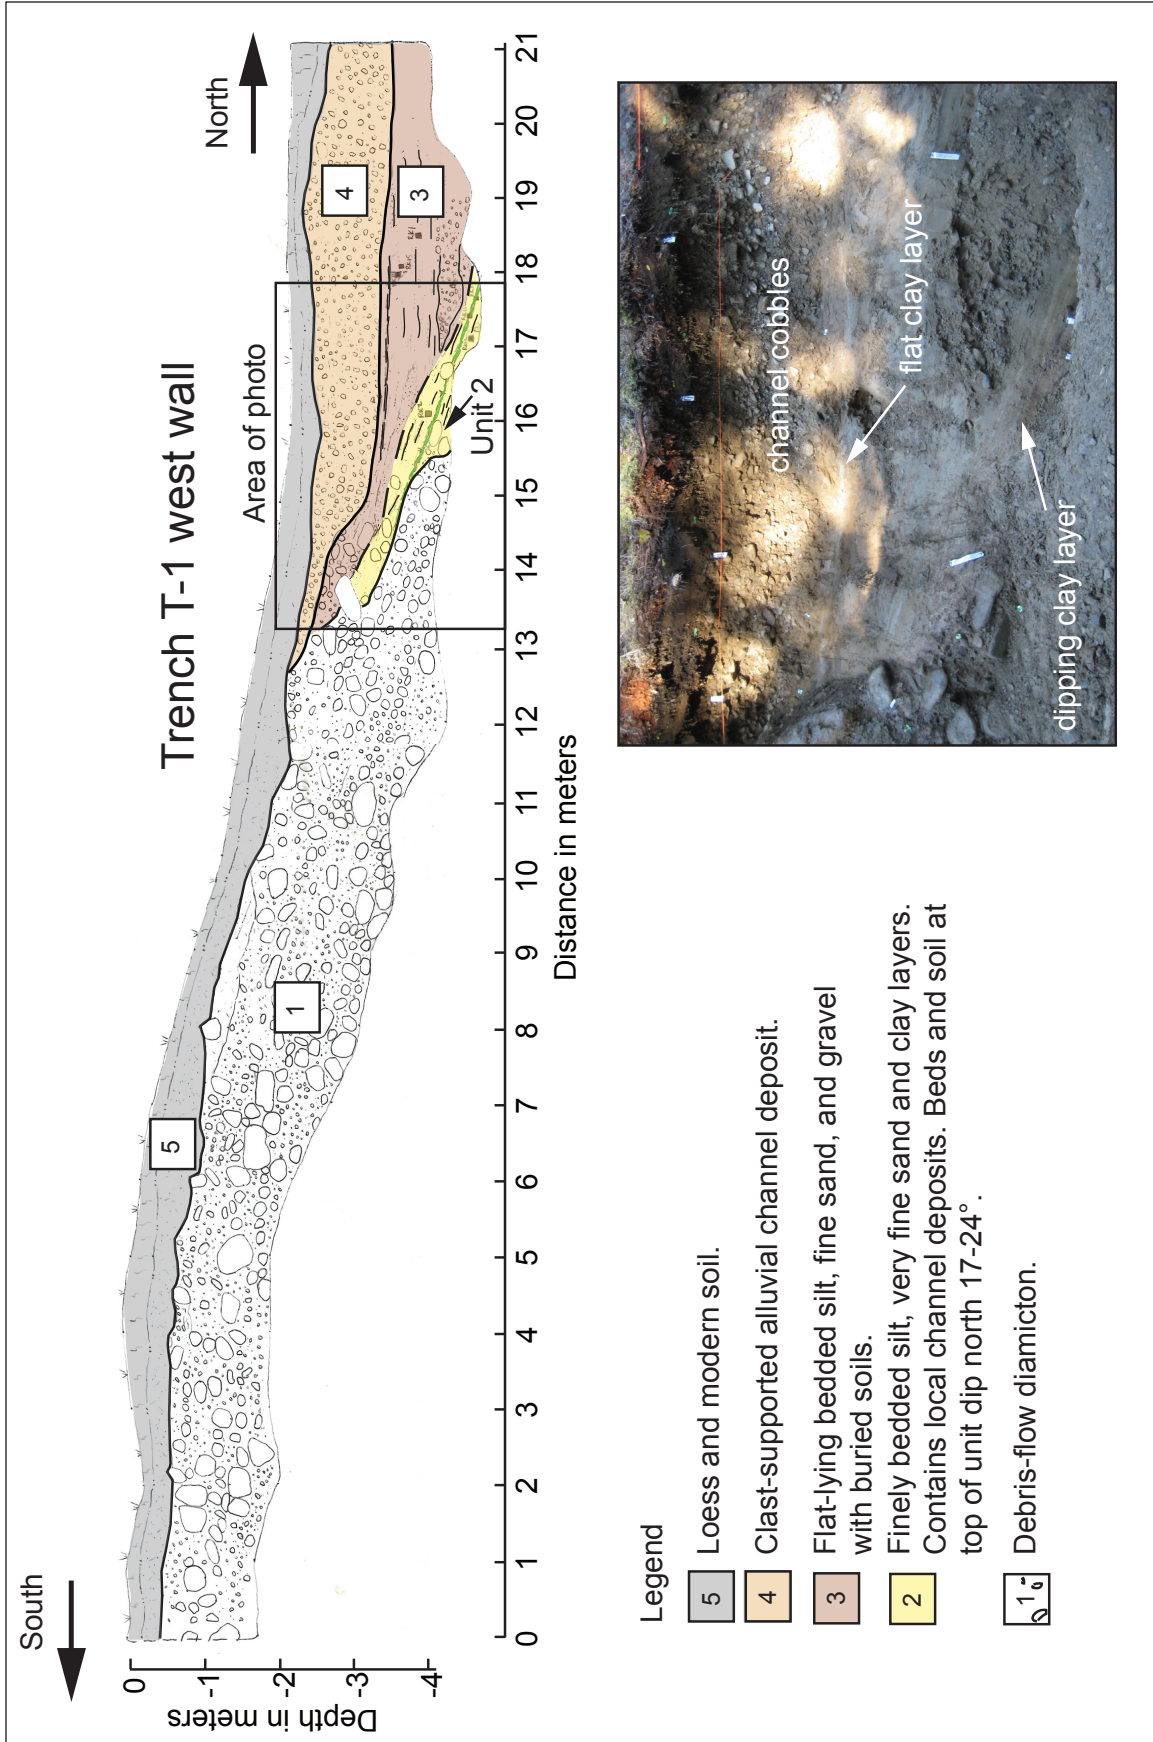 Trench T-1 west wall
South
North
Area of photo
0
-1
-2
-3
-4
Depth in meters
5
1
4
3
Unit 2
0 1 2 3 4 5 6 7 8 9 10 11 12 13 14 15 16 17 18 19 20 21
Distance in meters
Legend
5 Loess and modern soil.
4 Clast-supported alluvial channel deposit.
3 Flat-lying bedded silt, fine sand, and gravel
with buried soils.
2 Finely bedded silt, very fine sand and clay layers.
Contains local channel deposits. Beds and soil at
top of unit dip north 17-24°.
1 Debris-flow diamicton.
channel cobbles
flat clay layer
dipping clay layer